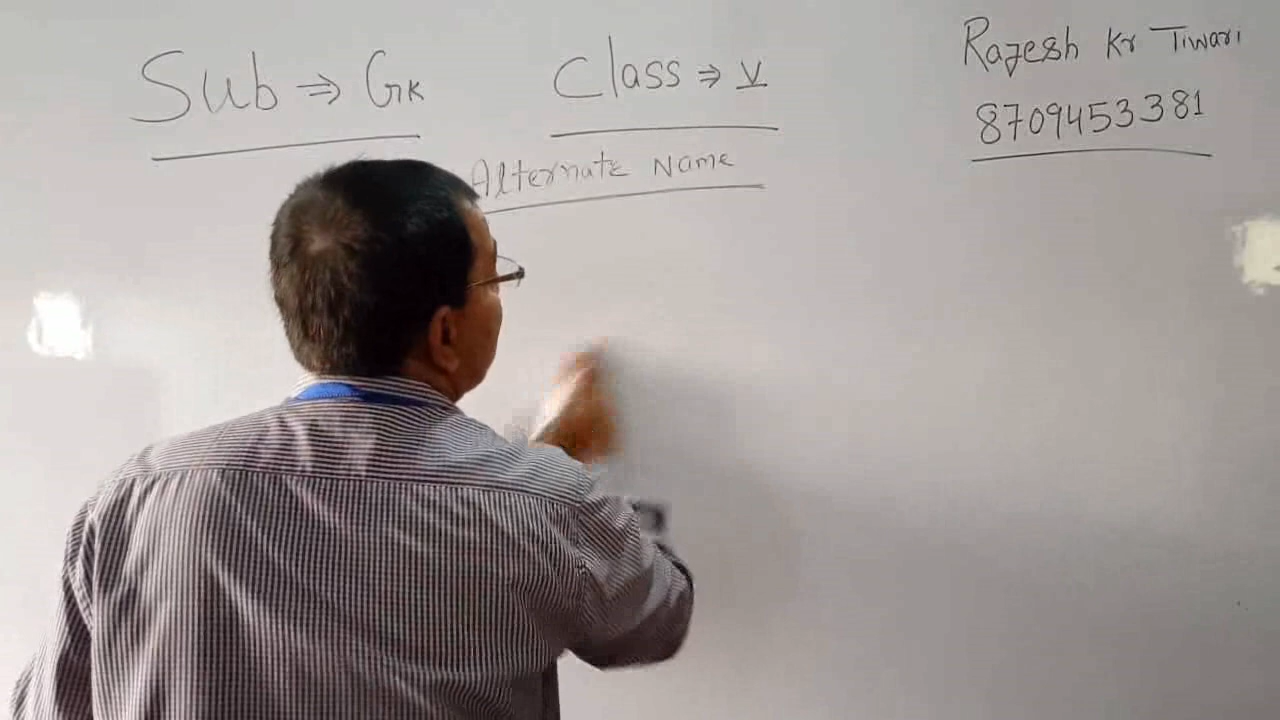 Sub ⇒ GK
Class ⇒ V
Rajesh Kr Tiwari
8709453381
Alternate Name